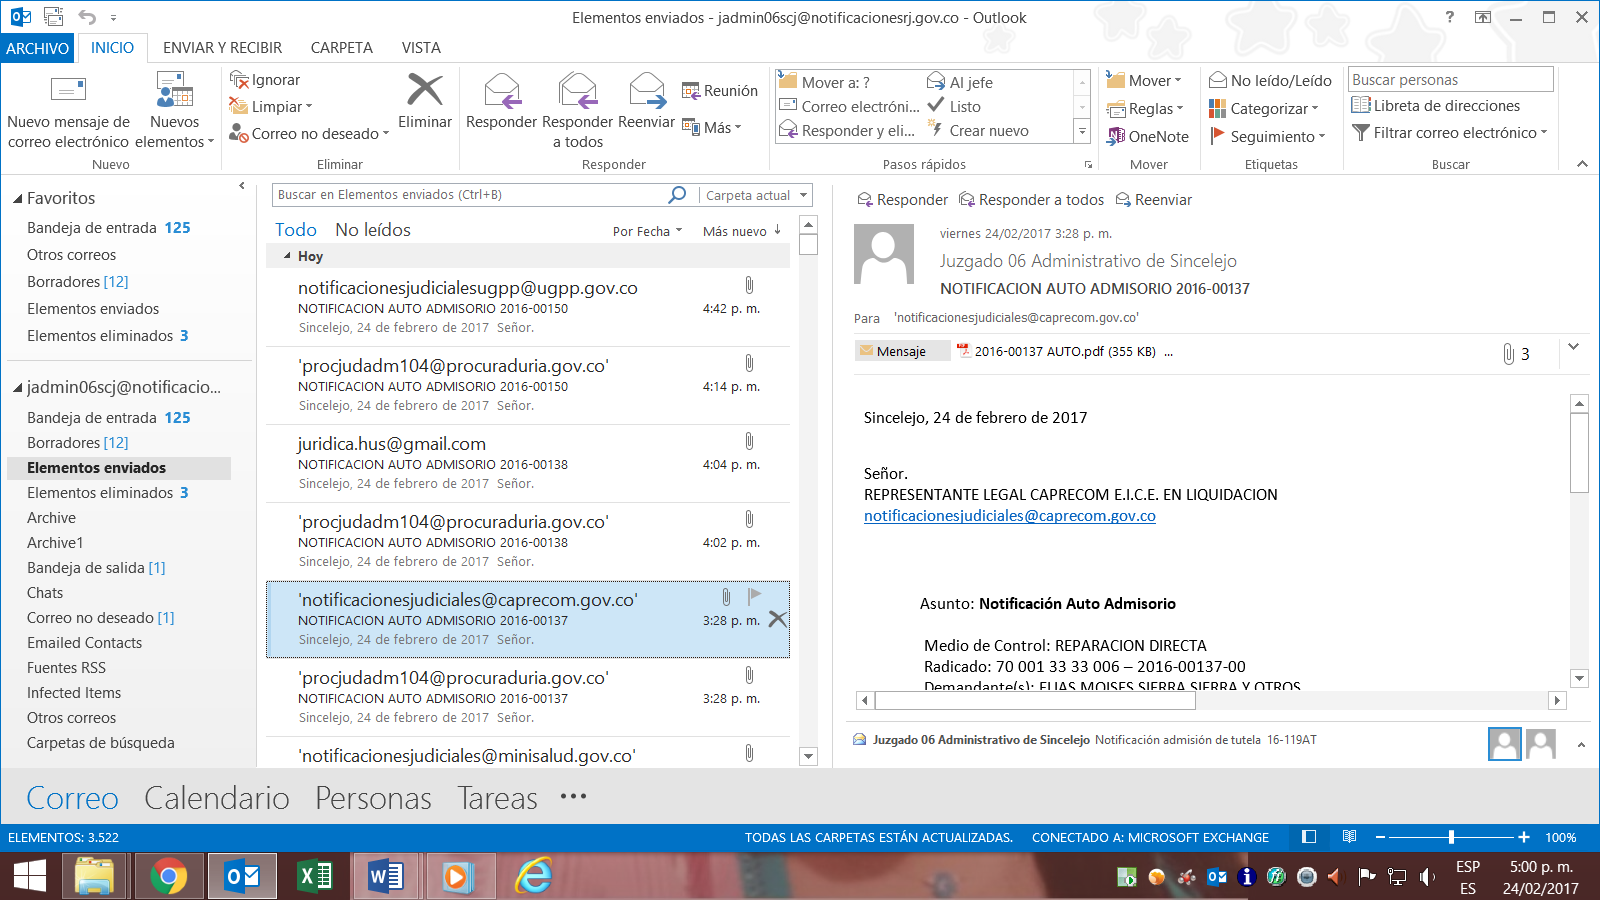 Elementos enviados - jadmin06scj@notificacionesrj.gov.co - Outlook
ARCHIVO INICIO ENVIAR Y RECIBIR CARPETA VISTA
Nuevo mensaje de correo electrónico
Nuevos elementos
Nuevo
Ignorar
Limpiar
Correo no deseado
Eliminar
Eliminar
Responder
Responder a todos
Reenviar
Reunión
Más
Responder
Mover a: ?
Correo electróni...
Responder y eli...
Al jefe
Listo
Crear nuevo
Pasos rápidos
Mover
Reglas
OneNote
Mover
No leído/Leído
Categorizar
Seguimiento
Etiquetas
Buscar personas
Libreta de direcciones
Filtrar correo electrónico
Buscar
Favoritos
Bandeja de entrada 125
Otros correos
Borradores [12]
Elementos enviados
Elementos eliminados 3
jadmin06scj@notificacio...
Bandeja de entrada 125
Borradores [12]
Elementos enviados
Elementos eliminados 3
Archive
Archive1
Bandeja de salida [1]
Chats
Correo no deseado [1]
Emailed Contacts
Fuentes RSS
Infected Items
Otros correos
Carpetas de búsqueda
Buscar en Elementos enviados (Ctrl+B)
Carpeta actual
Todo No leídos Por Fecha Más nuevo
Hoy
notificacionesjudicialesugpp@ugpp.gov.co
NOTIFICACION AUTO ADMISORIO 2016-00150 4:42 p. m.
Sincelejo, 24 de febrero de 2017 Señor.
'procjudadm104@procuraduria.gov.co'
NOTIFICACION AUTO ADMISORIO 2016-00150 4:14 p. m.
Sincelejo, 24 de febrero de 2017 Señor.
juridica.hus@gmail.com
NOTIFICACION AUTO ADMISORIO 2016-00138 4:04 p. m.
Sincelejo, 24 de febrero de 2017 Señor.
'procjudadm104@procuraduria.gov.co'
NOTIFICACION AUTO ADMISORIO 2016-00138 4:02 p. m.
Sincelejo, 24 de febrero de 2017 Señor.
'notificacionesjudiciales@caprecom.gov.co'
NOTIFICACION AUTO ADMISORIO 2016-00137 3:28 p. m.
Sincelejo, 24 de febrero de 2017 Señor.
'procjudadm104@procuraduria.gov.co'
NOTIFICACION AUTO ADMISORIO 2016-00137 3:28 p. m.
Sincelejo, 24 de febrero de 2017 Señor.
'notificacionesjudiciales@minisalud.gov.co'
Responder Responder a todos Reenviar
viernes 24/02/2017 3:28 p. m.
Juzgado 06 Administrativo de Sincelejo
NOTIFICACION AUTO ADMISORIO 2016-00137
Para 'notificacionesjudiciales@caprecom.gov.co'
Mensaje 2016-00137 AUTO.pdf (355 KB) ... 3
Sincelejo, 24 de febrero de 2017
Señor.
REPRESENTANTE LEGAL CAPRECOM E.I.C.E. EN LIQUIDACION
notificacionesjudiciales@caprecom.gov.co
Asunto: Notificación Auto Admisorio
Medio de Control: REPARACION DIRECTA
Radicado: 70 001 33 33 006 – 2016-00137-00
Demandante(s): ELIAS MOISES SIERRA SIERRA Y OTROS
Juzgado 06 Administrativo de Sincelejo Notificación admisión de tutela 16-119AT
Correo Calendario Personas Tareas ...
ELEMENTOS: 3.522 TODAS LAS CARPETAS ESTÁN ACTUALIZADAS. CONECTADO A: MICROSOFT EXCHANGE 100%
ESP
ES
5:00 p. m.
24/02/2017